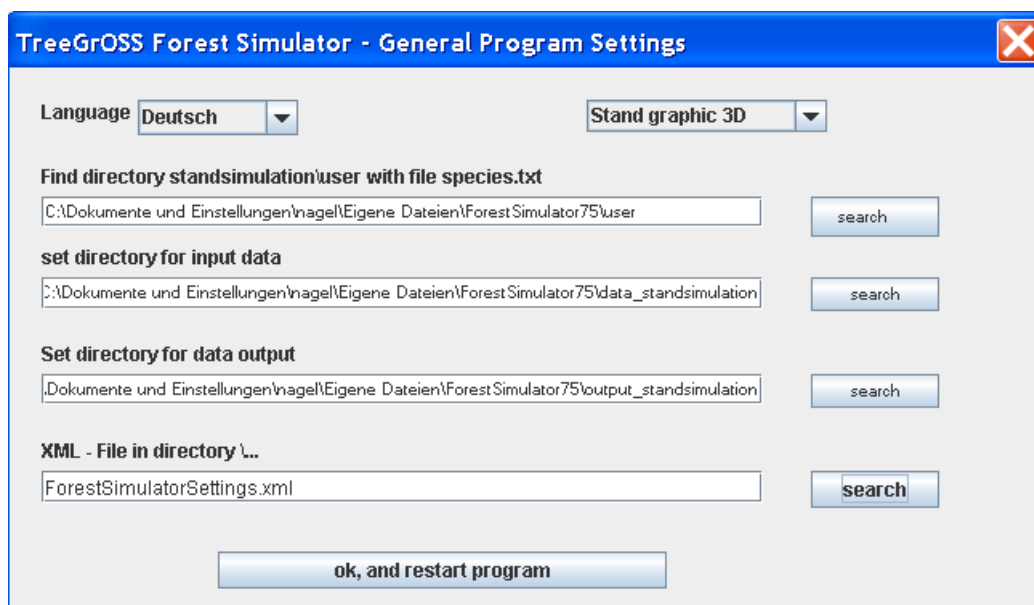 TreeGrOSS Forest Simulator - General Program Settings
Language Deutsch Stand graphic 3D
Find directory standsimulation\user with file species.txt
C:\Dokumente und Einstellungen\nagel\Eigene Dateien\ForestSimulator75\user search
set directory for input data
C:\Dokumente und Einstellungen\nagel\Eigene Dateien\ForestSimulator75\data_standsimulation search
Set directory for data output
\Dokumente und Einstellungen\nagel\Eigene Dateien\ForestSimulator75\output_standsimulation search
XML - File in directory \...
ForestSimulatorSettings.xml search
ok, and restart program